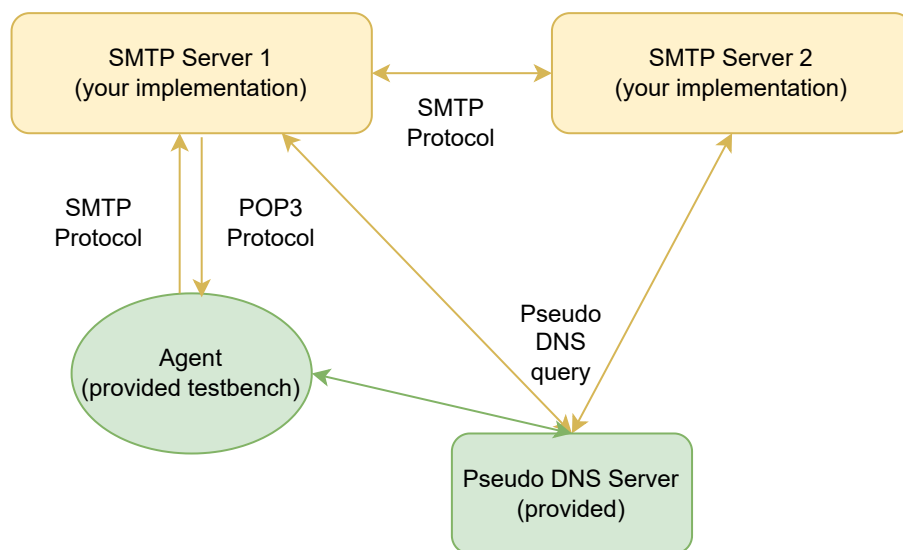 SMTP Server 1
(your implementation)
SMTP Server 2
(your implementation)
SMTP
Protocol
SMTP
Protocol
POP3
Protocol
Pseudo
DNS
query
Agent
(provided testbench)
Pseudo DNS Server
(provided)